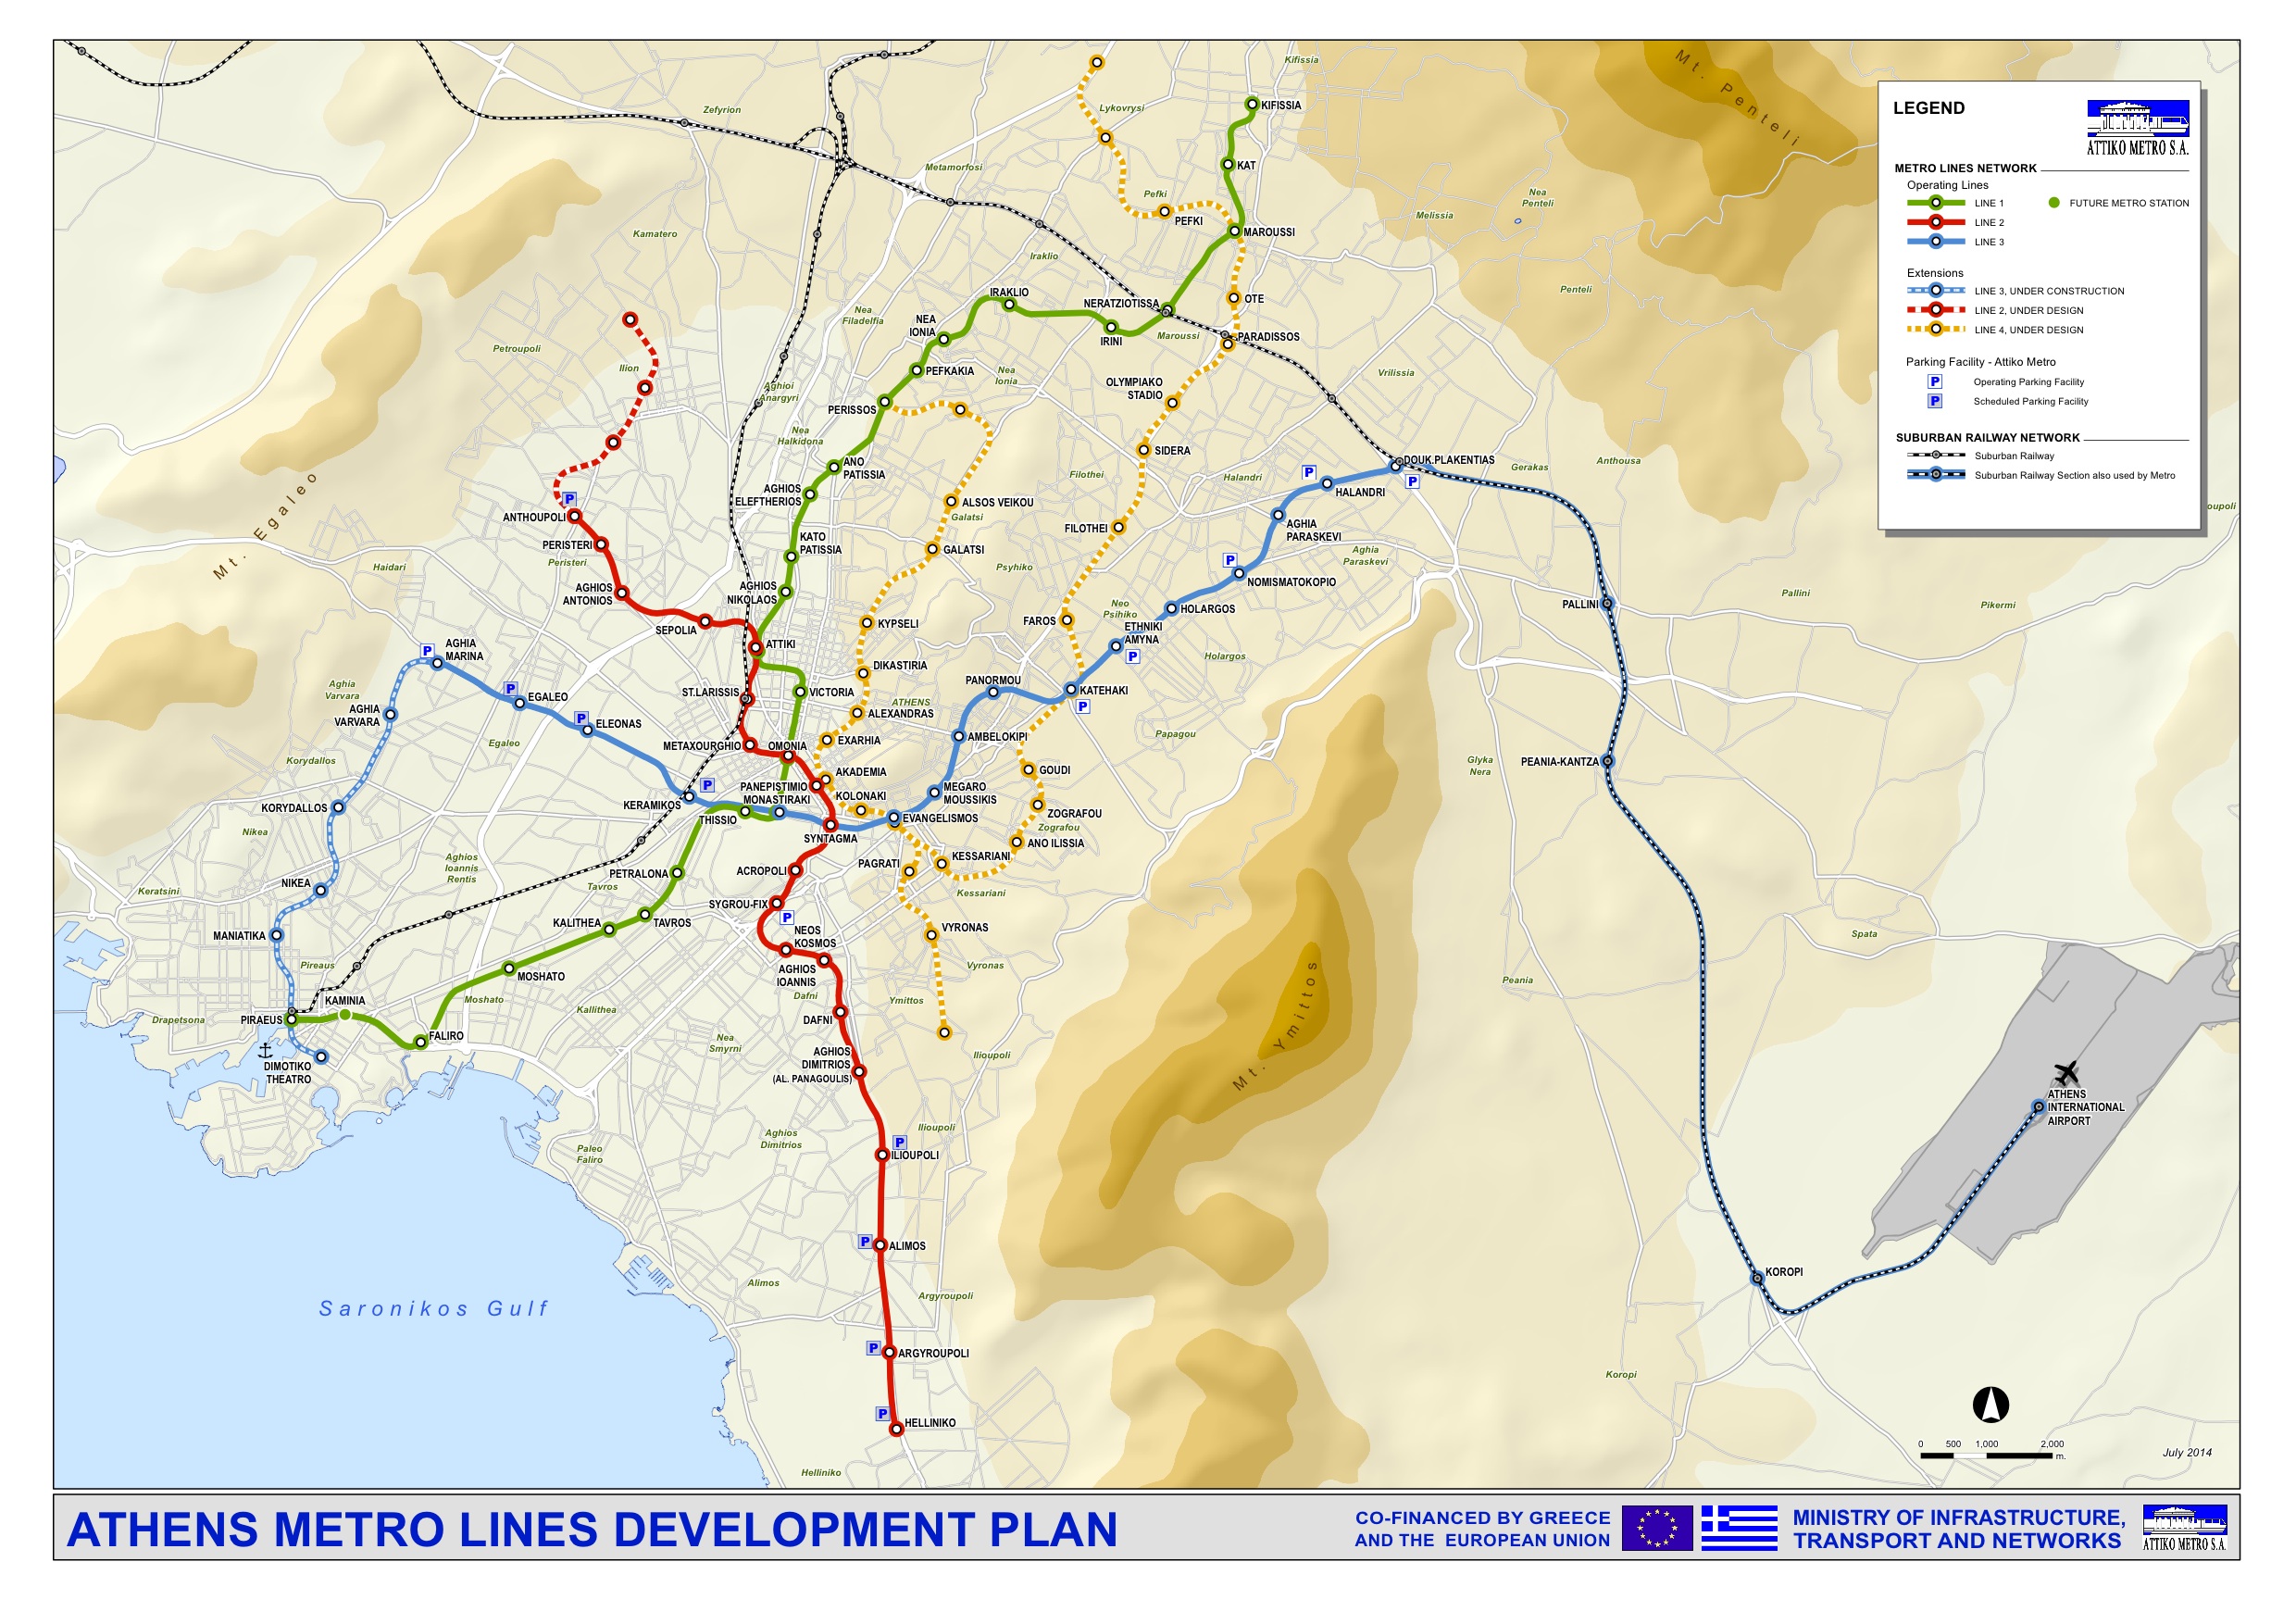 Kifissia
Mt. Penteli
Lykovrysi
KIFISSIA
Zefyrion
Metamorfosi
KAT
Pefki
PEFKI
Nea
Penteli
Melissia
Kamatero
MAROUSSI
Iraklio
Penteli
IRAKLIO
NERATZIOTISSA
OTE
Nea
Filadelfia
NEA
IONIA
IRINI
Maroussi
PARADISSOS
Petroupoli
Ilion
PEFKAKIA
Nea
Ionia
Vrilissia
Aghioi
Anargyri
OLYMPIAKO
STADIO
PERISSOS
Nea
Halkidona
SIDERA
ANO
PATISSIA
Filothei
DOUK.PLAKENTIAS
Gerakas
Anthousa
Halandri
HALANDRI
P
P
AGHIOS
ELEFTHERIOS
ALSOS VEIKOU
Galatsi
Mt. Egaleo
P
ANTHOUPOLI
FILOTHEI
AGHIA
PARASKEVI
PERISTERI
Peristeri
KATO
PATISSIA
GALATSI
Psyhiko
Aghia
Paraskevi
Haidari
P
NOMISMATOKOPIO
AGHIOS
ANTONIOS
AGHIOS
NIKOLAOS
Neo
Psihiko
HOLARGOS
PALLINI
Pallini
Pikermi
SEPOLIA
KYPSELI
FAROS
ETHNIKI
AMYNA
P
ATTIKI
Holargos
P
AGHIA
MARINA
DIKASTIRIA
PANORMOU
KATEHAKI
P
Aghia
Varvara
AGHIA
VARVARA
P
EGALEO
ST.LARISSIS
VICTORIA
ATHENS
ALEXANDRAS
P
ELEONAS
Egaleo
METAXOURGHIO
OMONIA
EXARHIA
AMBELOKIPI
Papagou
Korydallos
GOUDI
Glyka
Nera
PEANIA-KANTZA
P
AKADEMIA
PANEPISTIMIO
KOLONAKI
MEGARO
MOUSSIKIS
KORYDALLOS
KERAMIKOS
MONASTIRAKI
ZOGRAFOU
Zografou
THISSIO
EVANGELISMOS
SYNTAGMA
ANO ILISSIA
Nikea
Aghios
Ioannis
Rentis
PAGRATI
KESSARIANI
Kessariani
PETRALONA
ACROPOLI
Keratsini
NIKEA
Tavros
SYGROU-FIX
P
KALITHEA
TAVROS
NEOS
KOSMOS
VYRONAS
MANIATIKA
Spata
Pireaus
Vyronas
AGHIOS
IOANNIS
Dafni
MOSHATO
Moshato
Peania
KAMINIA
Kallithea
Ymittos
Mt. Ymittos
PIRAEUS
Drapetsona
DAFNI
FALIRO
Nea
Smyrni
Ilioupoli
DIMOTIKO
THEATRO
AGHIOS
DIMITRIOS
(AL. PANAGOULIS)
ATHENS
INTERNATIONAL
AIRPORT
Paleo
Faliro
Aghios
Dimitrios
Ilioupoli
P
ILIOUPOLI
P
ALIMOS
Alimos
Argyroupoli
KOROPI
Saronikos Gulf
P
ARGYROUPOLI
Koropi
P
HELLINIKO
Helliniko
oupoli
LEGEND
ATTIKO METRO S.A.
METRO LINES NETWORK
Operating Lines
LINE 1
FUTURE METRO STATION
LINE 2
LINE 3
Extensions
LINE 3, UNDER CONSTRUCTION
LINE 2, UNDER DESIGN
LINE 4, UNDER DESIGN
Parking Facility - Attiko Metro
P Operating Parking Facility
P Scheduled Parking Facility
SUBURBAN RAILWAY NETWORK
Suburban Railway
Suburban Railway Section also used by Metro
0 500 1,000 2,000
m.
July 2014
ATHENS METRO LINES DEVELOPMENT PLAN
CO-FINANCED BY GREECE
AND THE EUROPEAN UNION
MINISTRY OF INFRASTRUCTURE,
TRANSPORT AND NETWORKS
ATTIKO METRO S.A.